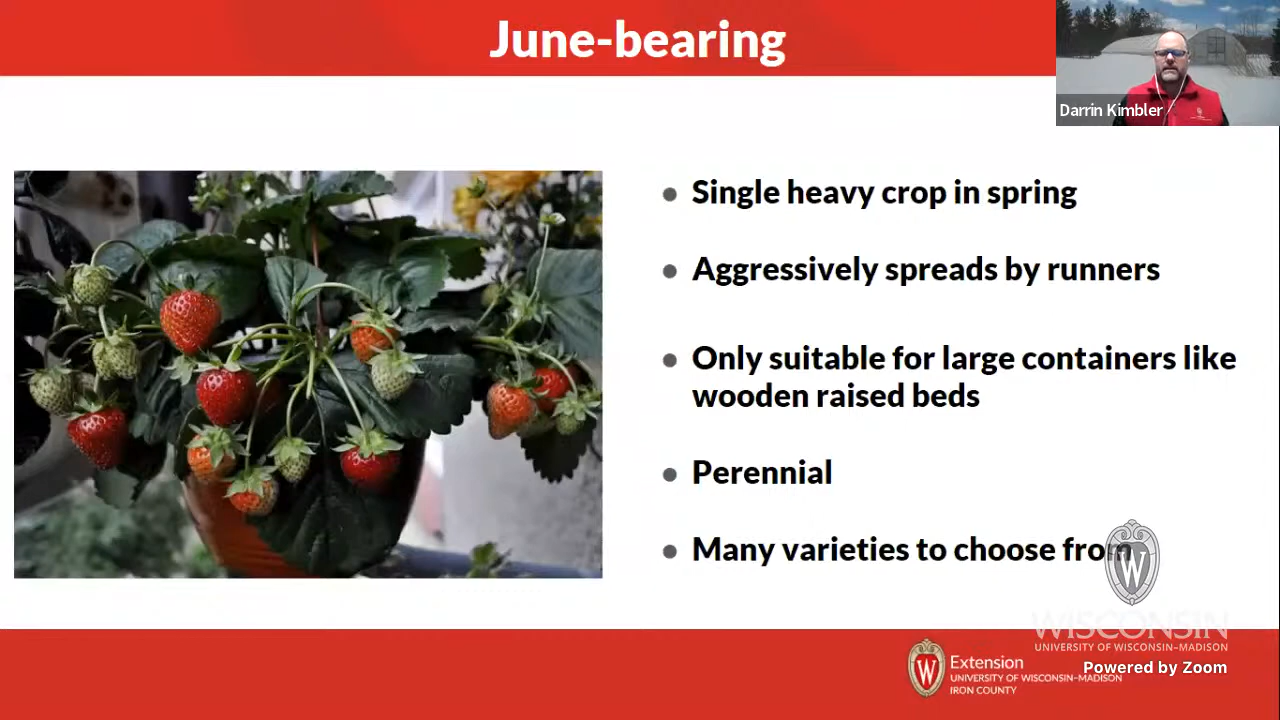 June-bearing
Darrin Kimbler
Single heavy crop in spring
Aggressively spreads by runners
Only suitable for large containers like
wooden raised beds
Perennial
Many varieties to choose from
W
WISCONSIN
UNIVERSITY OF WISCONSIN–MADISON
Powered by Zoom
W
Extension
UNIVERSITY OF WISCONSIN–MADISON
IRON COUNTY